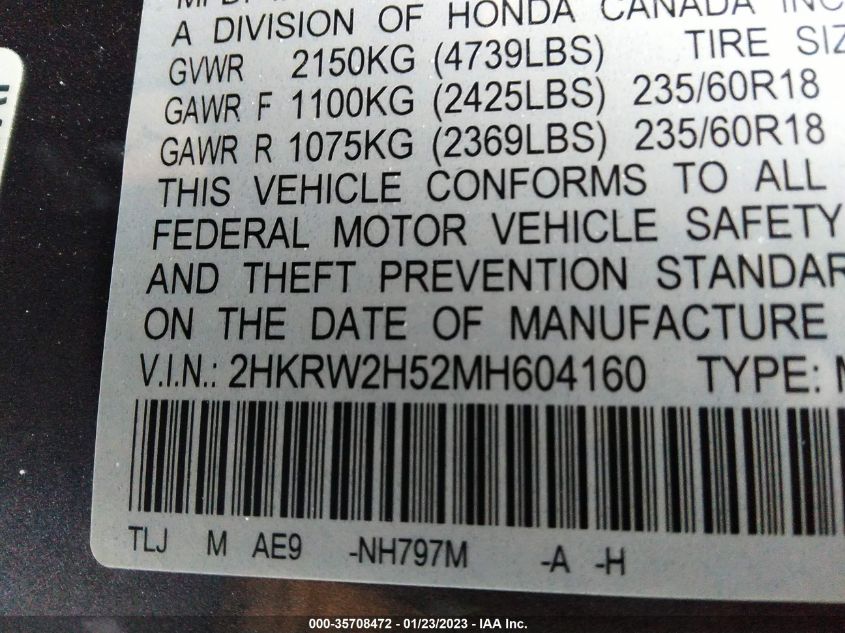 A DIVISION OF HONDA CANADA INC
GVWR 2150KG (4739LBS) TIRE SIZ
GAWR F 1100KG (2425LBS) 235/60R18
GAWR R 1075KG (2369LBS) 235/60R18
THIS VEHICLE CONFORMS TO ALL
FEDERAL MOTOR VEHICLE SAFETY
AND THEFT PREVENTION STANDAR
ON THE DATE OF MANUFACTURE
V.I.N.: 2HKRW2H52MH604160 TYPE: M
TLJ M AE9 -NH797M -A -H
000-35708472 - 01/23/2023 - IAA Inc.